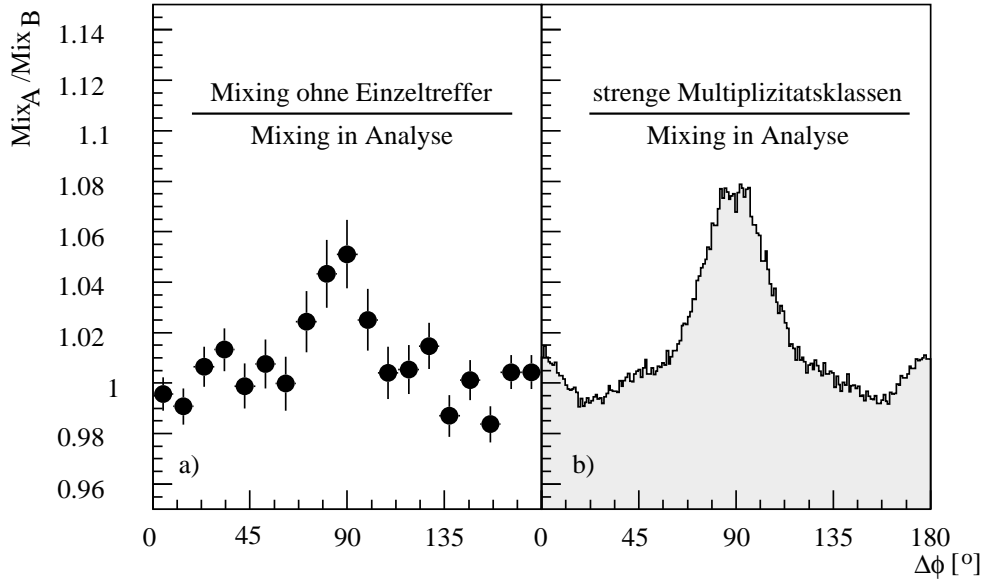 Mix_A/Mix_B
1.14
1.12
1.1
1.08
1.06
1.04
1.02
1
0.98
0.96
Mixing ohne Einzeltreffer
Mixing in Analyse
a)
strenge Multiplizitatsklassen
Mixing in Analyse
b)
0 45 90 135 0 45 90 135 180
Δϕ [°]